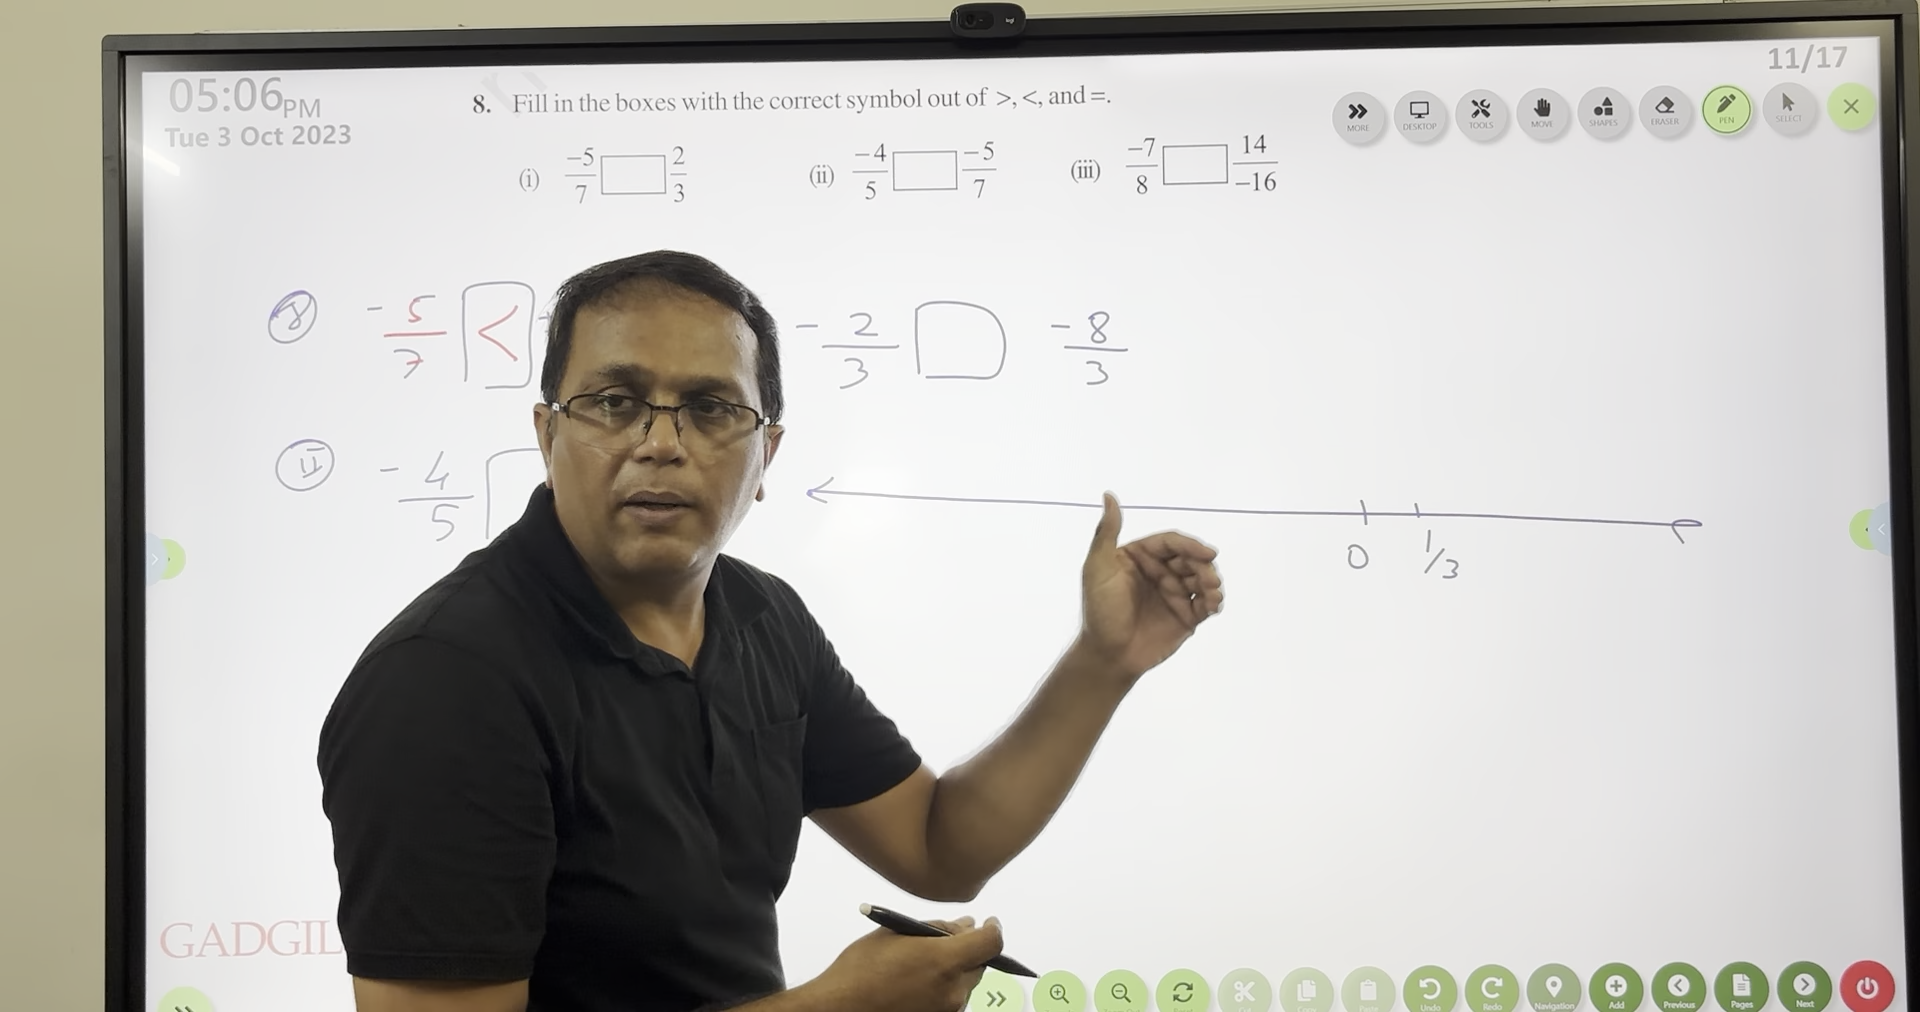 05:06PM
Tue 3 Oct 2023
11/17
8. Fill in the boxes with the correct symbol out of >, <, and =.
(i) -5/7 □ 2/3 (ii) -4/5 □ -5/7 (iii) -7/8 □ 14/-16
MORE DESKTOP TOOLS MOVE SHAPES ERASER PEN SELECT
-5/7 < -2/3 □ -8/3
II -4/5
0 1/3
GADGIL
Undo Redo Navigation Add Previous Pages Next